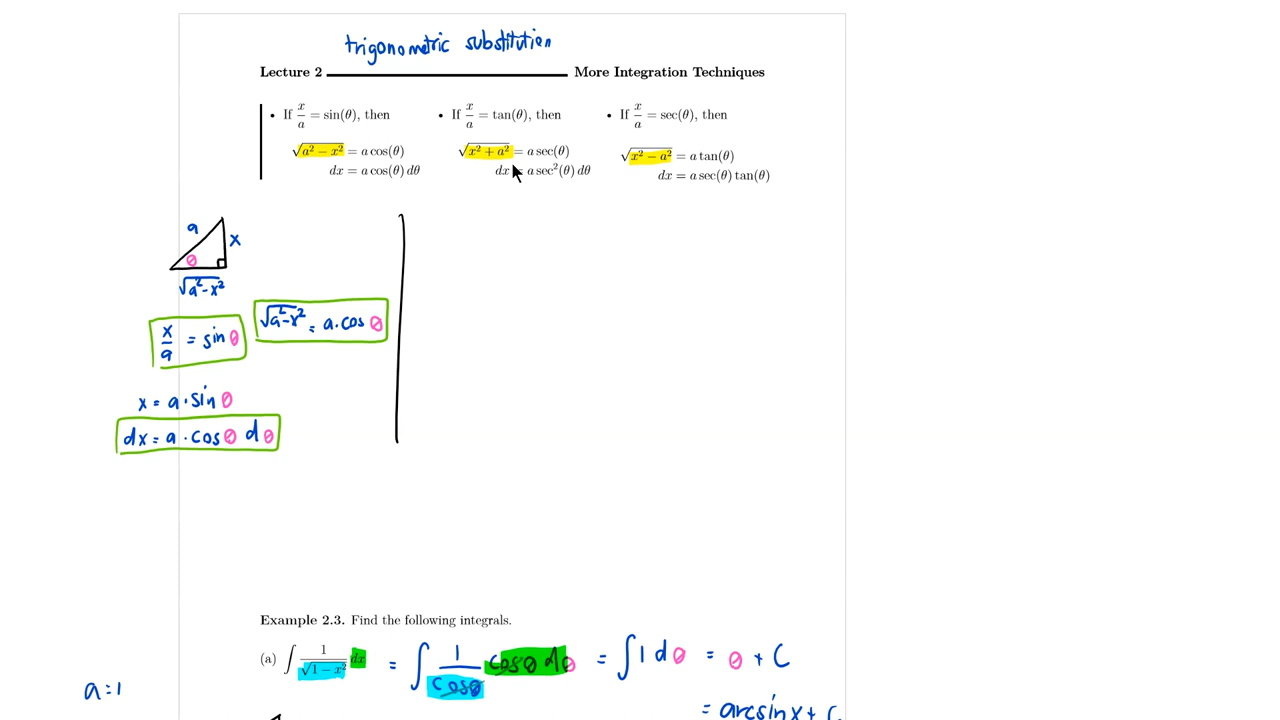 trigonometric substitution
Lecture 2 More Integration Techniques
• If x/a = sin(θ), then • If x/a = tan(θ), then • If x/a = sec(θ), then
√(a² − x²) = a cos(θ) √(x² + a²) = a sec(θ) √(x² − a²) = a tan(θ)
dx = a cos(θ) dθ dx = a sec²(θ) dθ dx = a sec(θ) tan(θ)
a x
θ
√(a²-x²)
x/a = sin θ √(a²-x²) = a.cos θ
x = a.sin θ
dx = a.cos θ dθ
Example 2.3. Find the following integrals.
(a) ∫ 1/√(1 − x²) dx = ∫ 1/cosθ cosθ dθ = ∫ 1 dθ = θ + C
a=1
= arcsin x + C